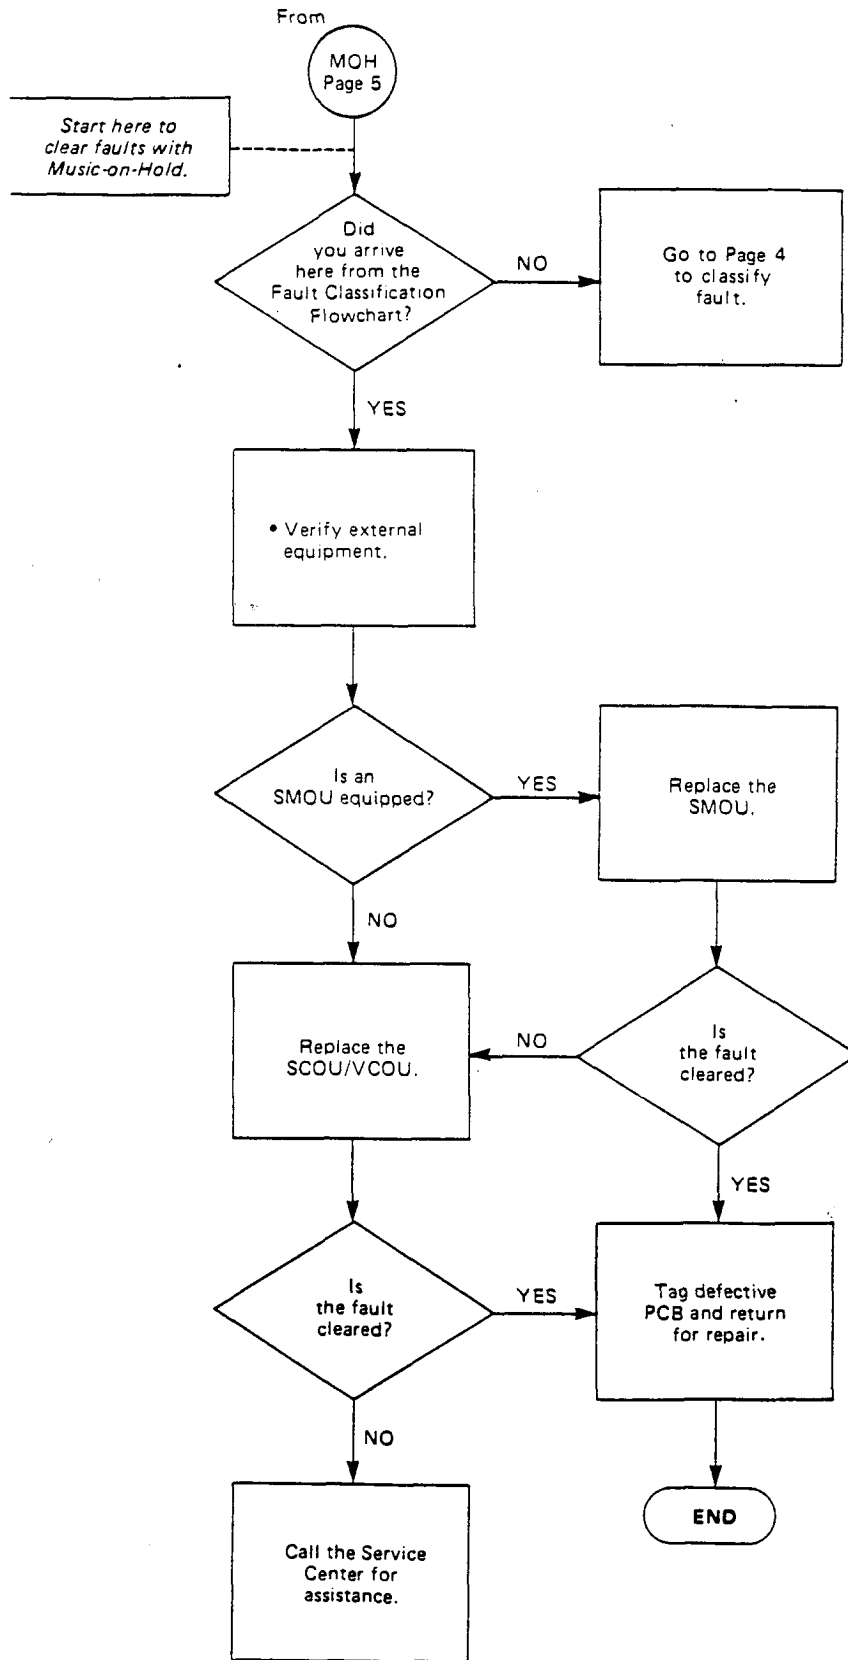 From
MOH
Page 5
Start here to
clear faults with
Music-on-Hold.
Did
you arrive
here from the
Fault Classification
Flowchart?
NO
Go to Page 4
to classify
fault.
YES
• Verify external
equipment.
Is an
SMOU equipped?
YES
Replace the
SMOU.
NO
Replace the
SCOU/VCOU.
NO
Is
the fault
cleared?
YES
Is
the fault
cleared?
YES
Tag defective
PCB and return
for repair.
NO
END
Call the Service
Center for
assistance.